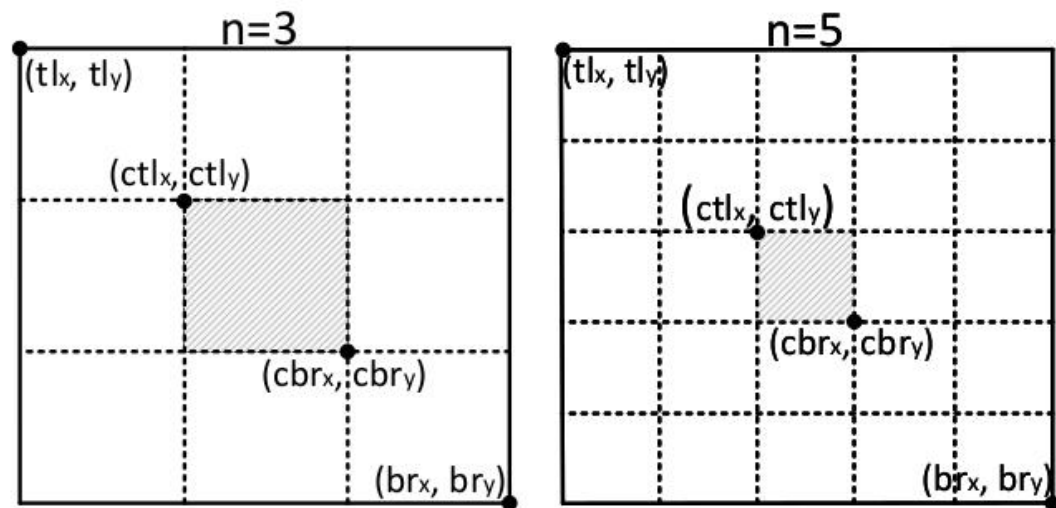 n=3
(tlx, tly)
(ctlx, ctly)
(cbrx, cbry)
(brx, bry)
n=5
(tlx, tly)
(ctlx, ctly)
(cbrx, cbry)
(brx, bry)